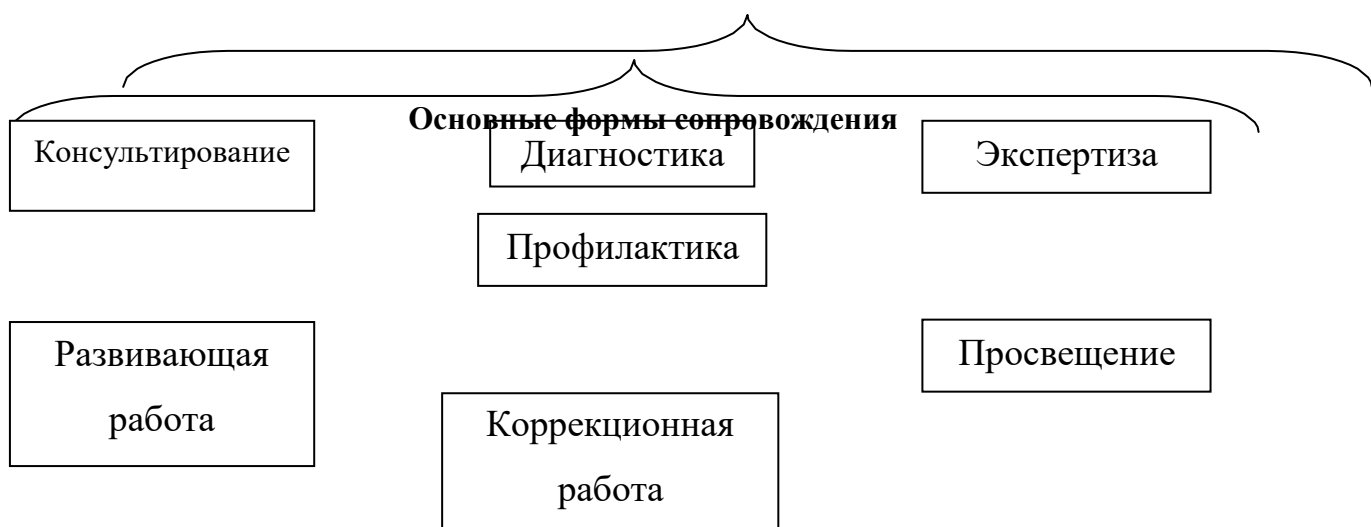 Основные формы сопровождения
Консультирование
Диагностика
Экспертиза
Профилактика
Развивающая
работа
Просвещение
Коррекционная
работа